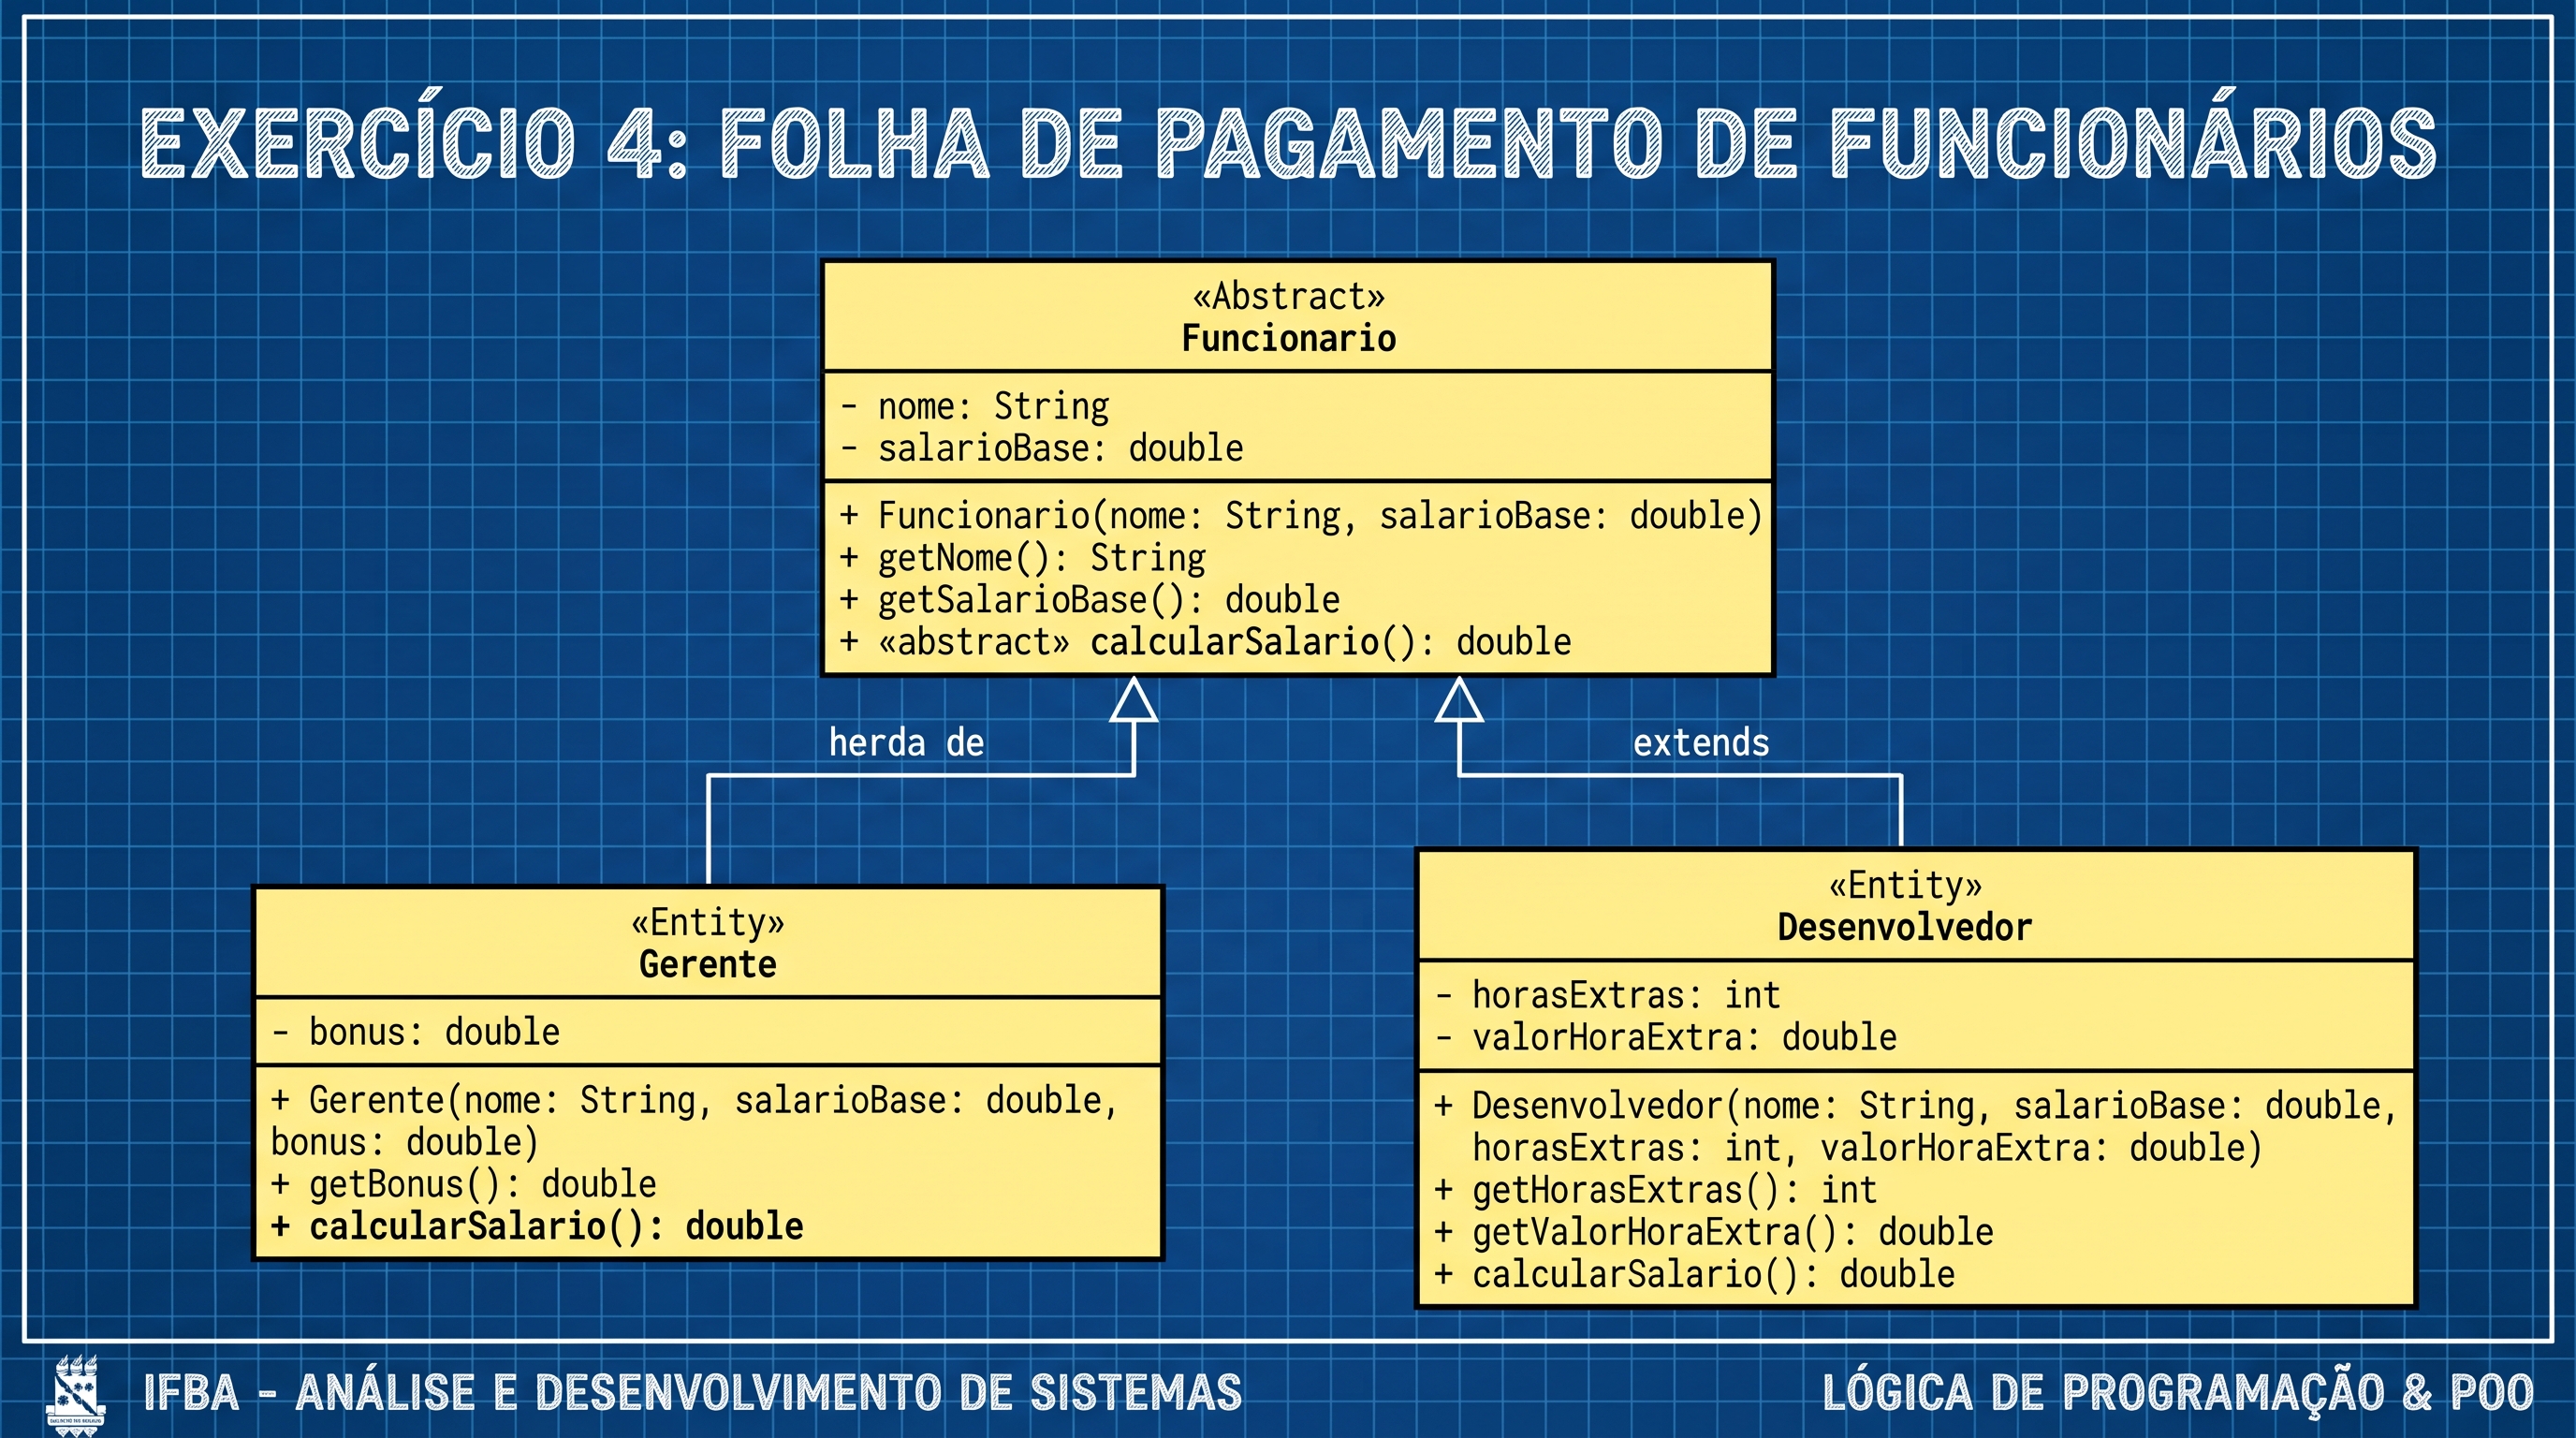 EXERCÍCIO 4: FOLHA DE PAGAMENTO DE FUNCIONÁRIOS
«Abstract»
Funcionario
- nome: String
- salarioBase: double
+ Funcionario(nome: String, salarioBase: double)
+ getNome(): String
+ getSalarioBase(): double
+ «abstract» calcularSalario(): double
herda de
extends
«Entity»
Gerente
- bonus: double
+ Gerente(nome: String, salarioBase: double,
bonus: double)
+ getBonus(): double
+ calcularSalario(): double
«Entity»
Desenvolvedor
- horasExtras: int
- valorHoraExtra: double
+ Desenvolvedor(nome: String, salarioBase: double,
horasExtras: int, valorHoraExtra: double)
+ getHorasExtras(): int
+ getValorHoraExtra(): double
+ calcularSalario(): double
IFBA - ANÁLISE E DESENVOLVIMENTO DE SISTEMAS
LÓGICA DE PROGRAMAÇÃO & POO